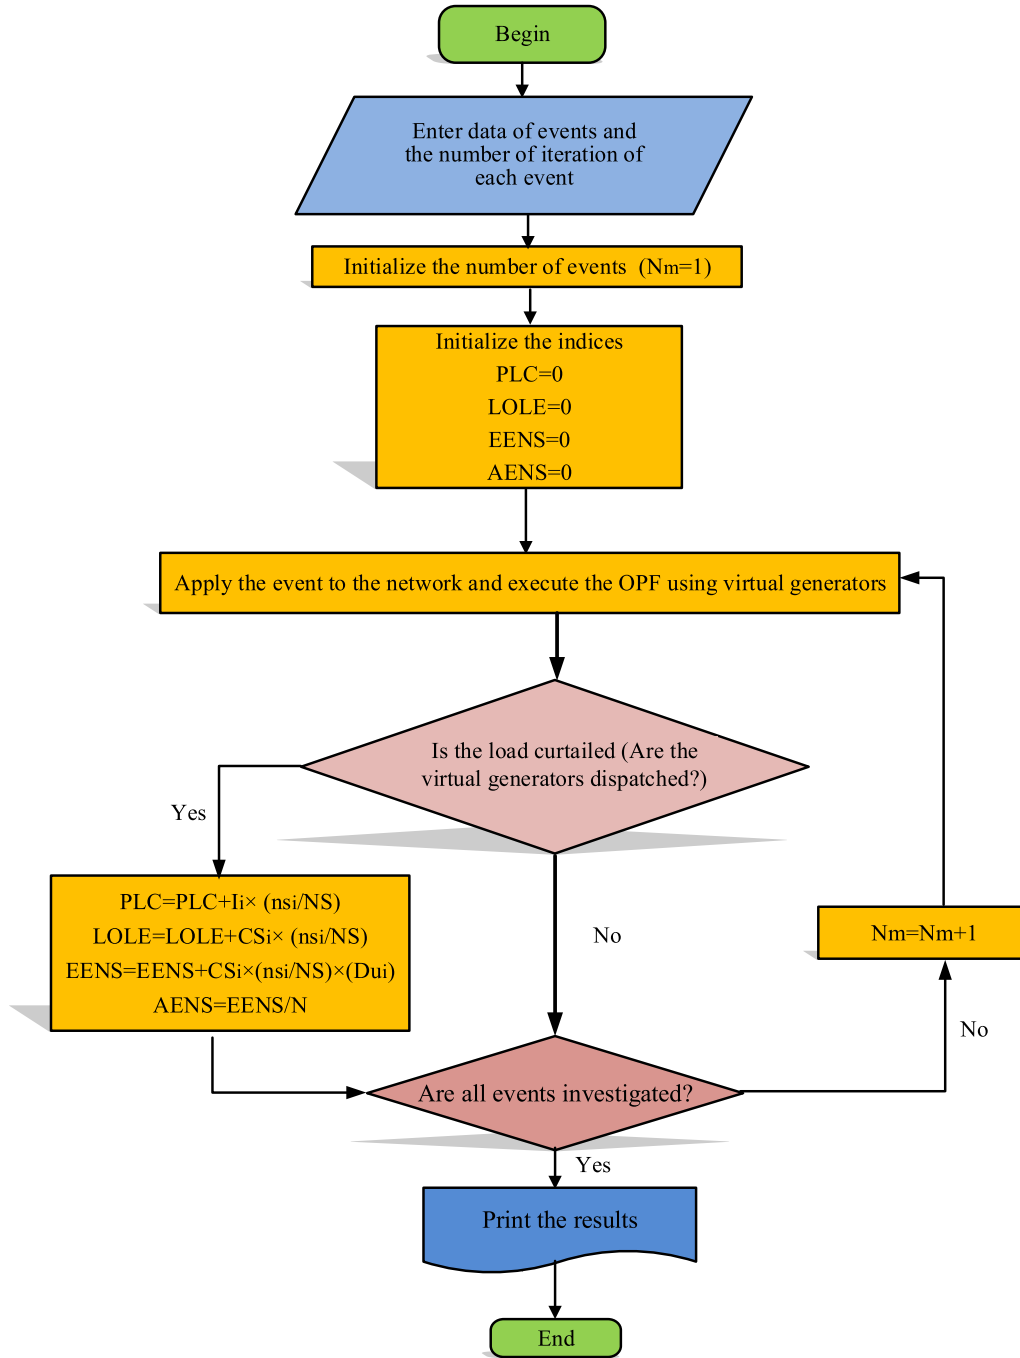 Begin
Enter data of events and
the number of iteration of
each event
Initialize the number of events (Nm=1)
Initialize the indices
PLC=0
LOLE=0
EENS=0
AENS=0
Apply the event to the network and execute the OPF using virtual generators
Is the load curtailed (Are the
virtual generators dispatched?)
Yes
PLC=PLC+Ii× (nsi/NS)
LOLE=LOLE+CSi× (nsi/NS)
EENS=EENS+CSi×(nsi/NS)×(Dui)
AENS=EENS/N
No
Nm=Nm+1
No
Are all events investigated?
Yes
Print the results
End